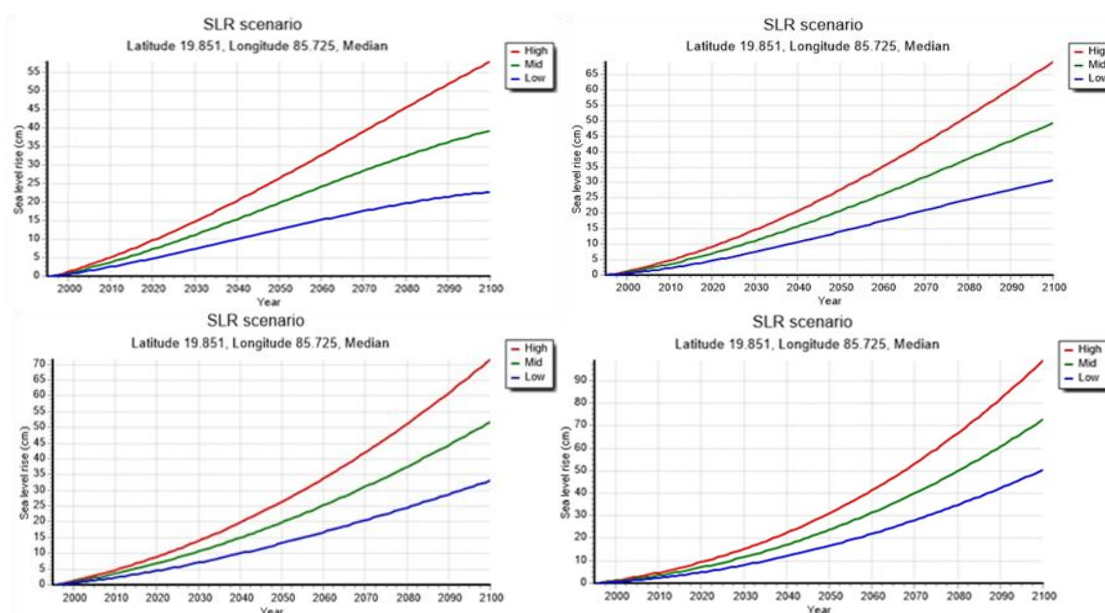 SLR scenario
Latitude 19.851, Longitude 85.725, Median
High
Mid
Low
55
50
45
40
35
30
25
20
15
10
5
0
Sea level rise (cm)
2000 2010 2020 2030 2040 2050 2060 2070 2080 2090 2100
Year
SLR scenario
Latitude 19.851, Longitude 85.725, Median
High
Mid
Low
65
60
55
50
45
40
35
30
25
20
15
10
5
0
Sea level rise (cm)
2000 2010 2020 2030 2040 2050 2060 2070 2080 2090 2100
Year
SLR scenario
Latitude 19.851, Longitude 85.725, Median
High
Mid
Low
70
65
60
55
50
45
40
35
30
25
20
15
10
5
0
Sea level rise (cm)
2000 2010 2020 2030 2040 2050 2060 2070 2080 2090 2100
Year
SLR scenario
Latitude 19.851, Longitude 85.725, Median
High
Mid
Low
90
80
70
60
50
40
30
20
10
0
Sea level rise (cm)
2000 2010 2020 2030 2040 2050 2060 2070 2080 2090 2100
Year